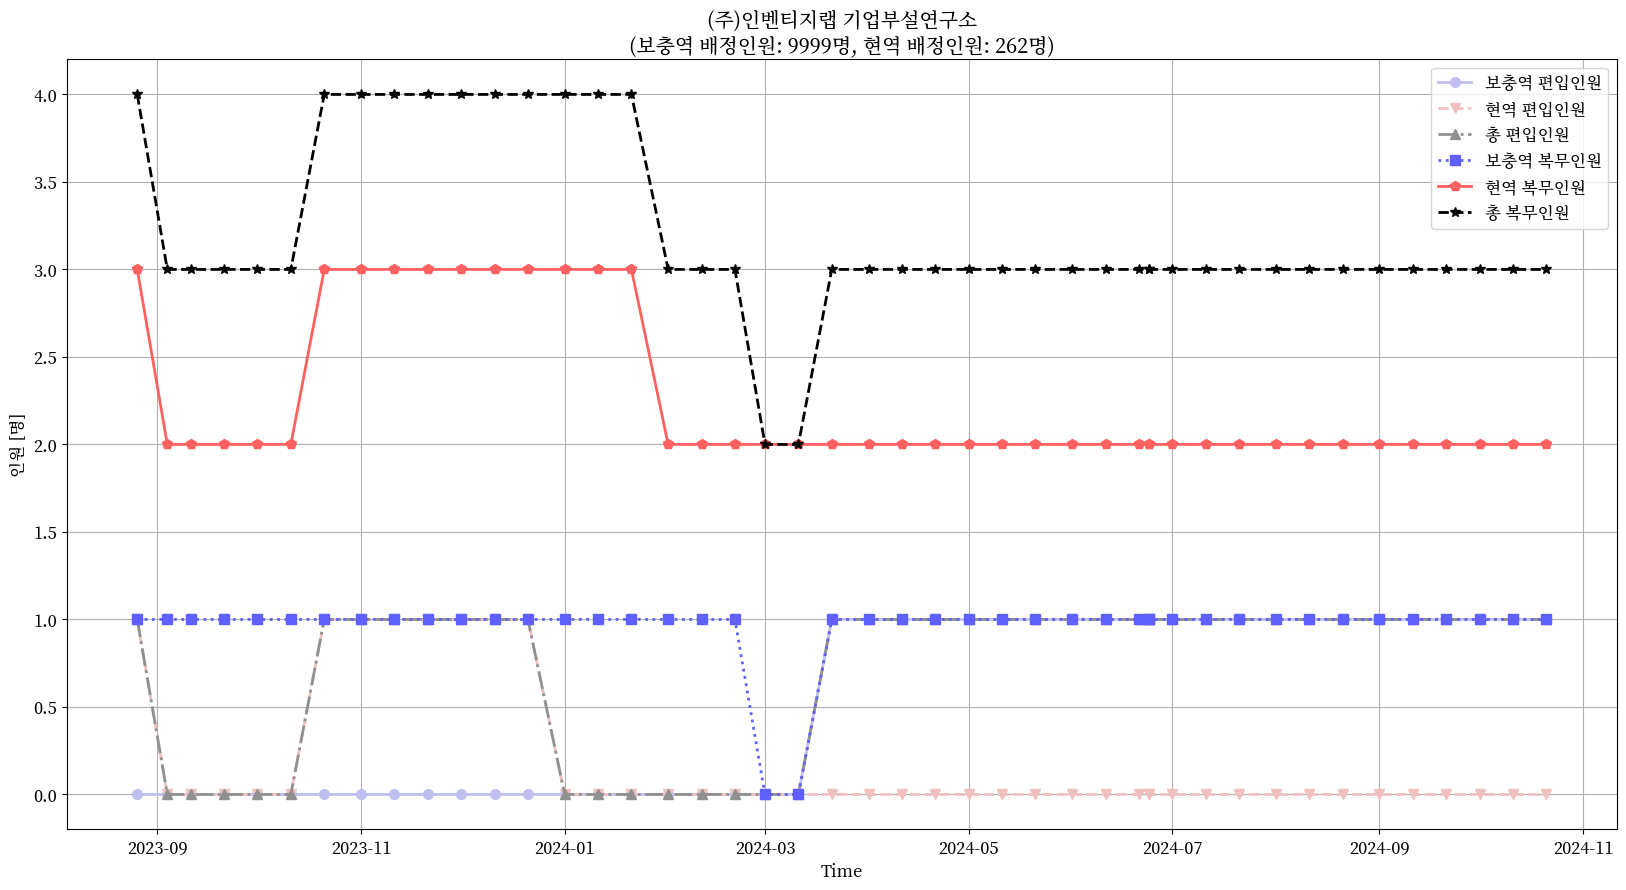 (주)인벤티지랩 기업부설연구소
(보충역 배정인원: 9999명, 현역 배정인원: 262명)
보충역 편입인원
현역 편입인원
총 편입인원
보충역 복무인원
현역 복무인원
총 복무인원
4.0
3.5
3.0
2.5
2.0
1.5
1.0
0.5
0.0
인원 [명]
2023-09 2023-11 2024-01 2024-03 2024-05 2024-07 2024-09 2024-11
Time